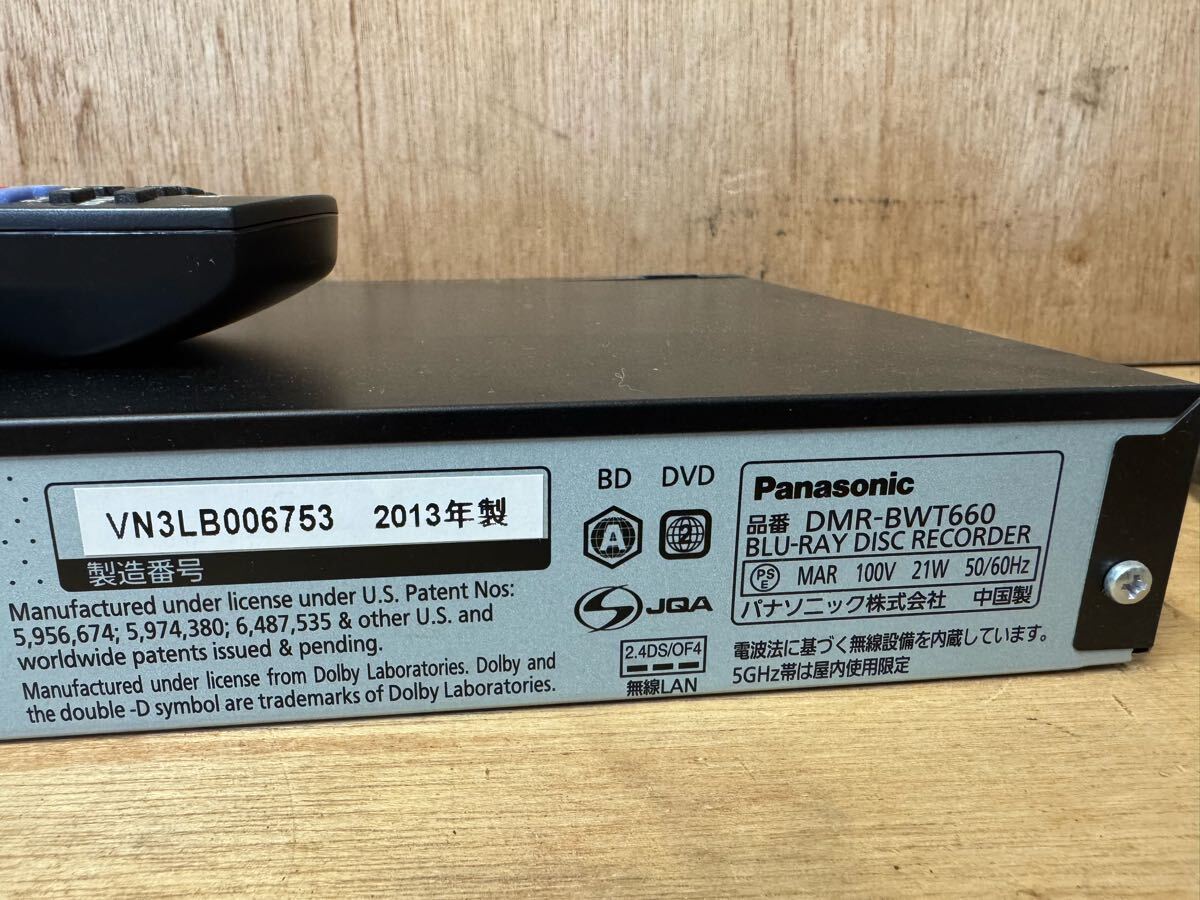 VN3LB006753 2013年製
製造番号
Manufactured under license under U.S. Patent Nos:
5,956,674; 5,974,380; 6,487,535 & other U.S. and
worldwide patents issued & pending.
Manufactured under license from Dolby Laboratories. Dolby and
the double -D symbol are trademarks of Dolby Laboratories.
BD DVD
A 2
JQA
2.4DS/OF4
無線LAN
Panasonic
品番 DMR-BWT660
BLU-RAY DISC RECORDER
PSE MAR 100V 21W 50/60Hz
パナソニック株式会社 中国製
電波法に基づく無線設備を内蔵しています。
5GHz帯は屋内使用限定